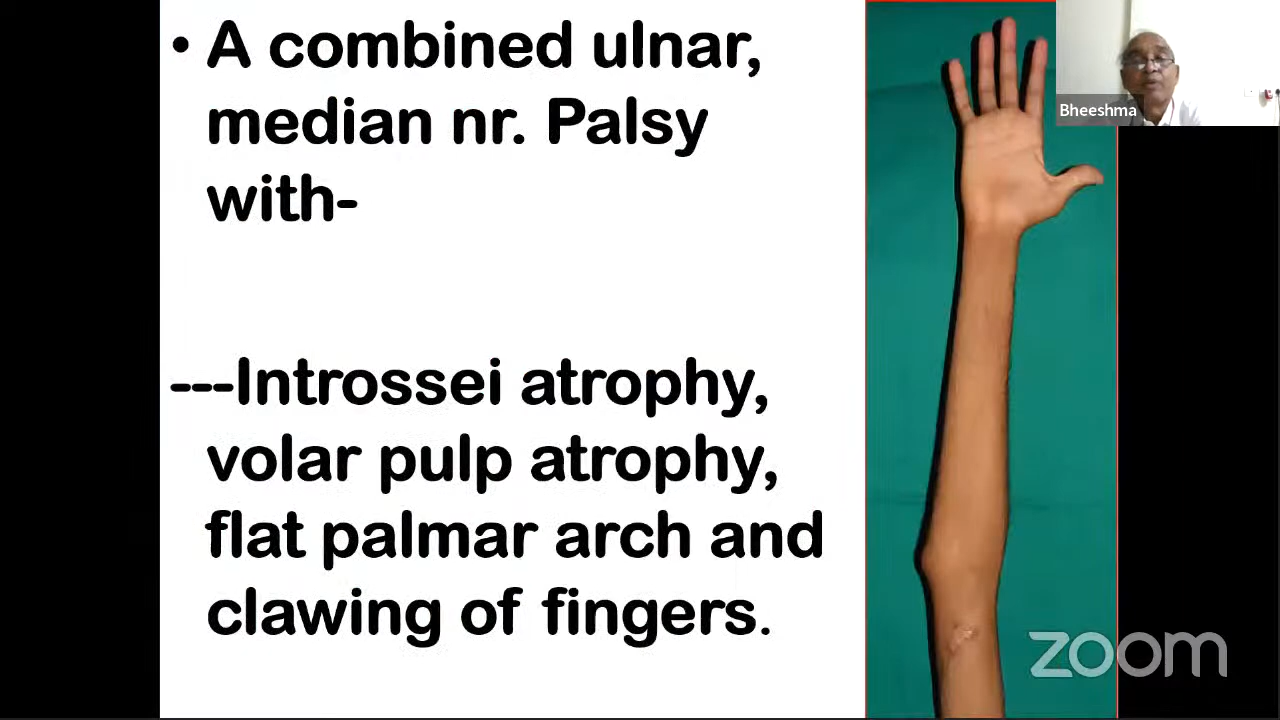 • A combined ulnar,
median nr. Palsy
with-
---Introssei atrophy,
volar pulp atrophy,
flat palmar arch and
clawing of fingers.
Bheeshma
zoom